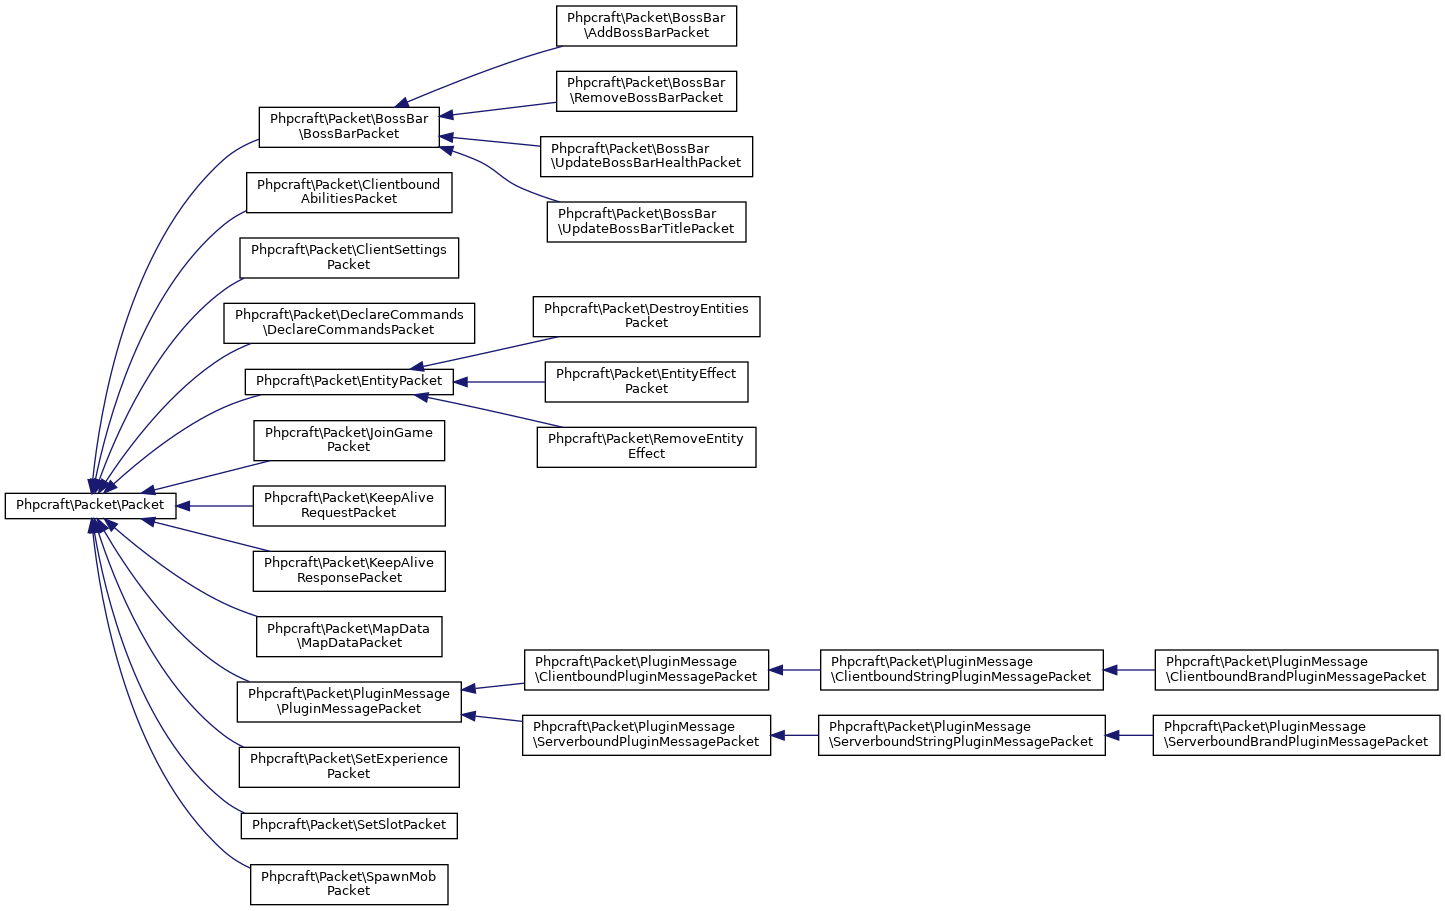 Phpcraft\Packet\BossBar
\AddBossBarPacket
Phpcraft\Packet\BossBar
\RemoveBossBarPacket
Phpcraft\Packet\BossBar
\BossBarPacket
Phpcraft\Packet\BossBar
\UpdateBossBarHealthPacket
Phpcraft\Packet\Clientbound
AbilitiesPacket
Phpcraft\Packet\BossBar
\UpdateBossBarTitlePacket
Phpcraft\Packet\ClientSettings
Packet
Phpcraft\Packet\DeclareCommands
\DeclareCommandsPacket
Phpcraft\Packet\DestroyEntities
Packet
Phpcraft\Packet\EntityPacket
Phpcraft\Packet\EntityEffect
Packet
Phpcraft\Packet\JoinGame
Packet
Phpcraft\Packet\RemoveEntity
Effect
Phpcraft\Packet\Packet
Phpcraft\Packet\KeepAlive
RequestPacket
Phpcraft\Packet\KeepAlive
ResponsePacket
Phpcraft\Packet\MapData
\MapDataPacket
Phpcraft\Packet\PluginMessage
\PluginMessagePacket
Phpcraft\Packet\PluginMessage
\ClientboundPluginMessagePacket
Phpcraft\Packet\PluginMessage
\ClientboundStringPluginMessagePacket
Phpcraft\Packet\PluginMessage
\ClientboundBrandPluginMessagePacket
Phpcraft\Packet\PluginMessage
\ServerboundPluginMessagePacket
Phpcraft\Packet\PluginMessage
\ServerboundStringPluginMessagePacket
Phpcraft\Packet\PluginMessage
\ServerboundBrandPluginMessagePacket
Phpcraft\Packet\SetExperience
Packet
Phpcraft\Packet\SetSlotPacket
Phpcraft\Packet\SpawnMob
Packet